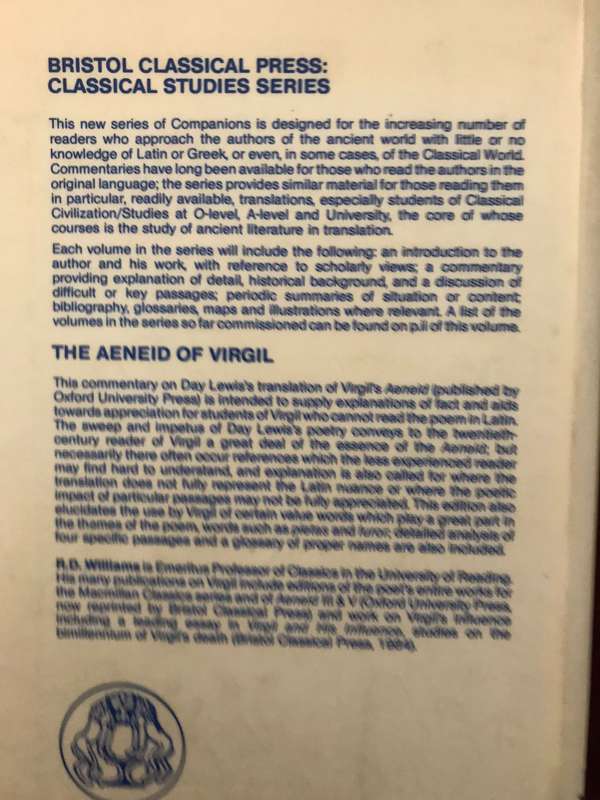 BRISTOL CLASSICAL PRESS:
CLASSICAL STUDIES SERIES
This new series of Companions is designed for the increasing number of
readers who approach the authors of the ancient world with little or no
knowledge of Latin or Greek, or even, in some cases, of the Classical World.
Commentaries have long been available for those who read the authors in the
original language; the series provides similar material for those reading them
in particular, readily available, translations, especially students of Classical
Civilization/Studies at O-level, A-level and University, the core of whose
courses is the study of ancient literature in translation.
Each volume in the series will include the following: an introduction to the
author and his work, with reference to scholarly views; a commentary
providing explanation of detail, historical background, and a discussion of
difficult or key passages; periodic summaries of situation or content;
bibliography, glossaries, maps and illustrations where relevant. A list of the
volumes in the series so far commissioned can be found on p.ii of this volume.
THE AENEID OF VIRGIL
This commentary on Day Lewis's translation of Virgil's Aeneid (published by
Oxford University Press) is intended to supply explanations of fact and aids
towards appreciation for students of Virgil who cannot read the poem in Latin.
The sweep and impetus of Day Lewis's poetry conveys to the twentieth-
century reader of Virgil a great deal of the essence of the Aeneid; but
necessarily there often occur references which the less experienced reader
may find hard to understand, and explanation is also called for where the
translation does not fully represent the Latin nuance or where the poetic
impact of particular passages may not be fully appreciated. This edition also
elucidates the use by Virgil of certain value words which play a great part in
the themes of the poem, words such as pietas and furor; detailed analysis of
four specific passages and a glossary of proper names are also included.
R.D. Williams is Emeritus Professor of Classics in the University of Reading.
His many publications on Virgil include editions of the poet's entire works for
the Macmillan Classics series and of Aeneid III & V (Oxford University Press,
now reprinted by Bristol Classical Press) and work on Virgil's influence
including a leading essay in Virgil and His Influence, studies on the
bimillennium of Virgil's death (Bristol Classical Press, 1984).